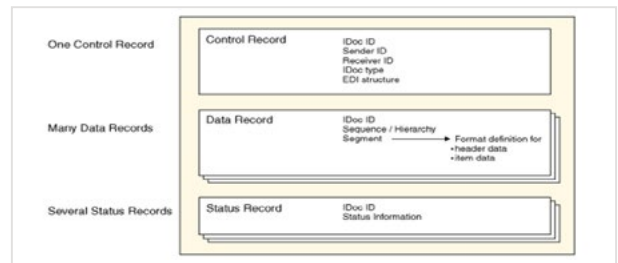 One Control Record
Control Record
IDoc ID
Sender ID
Receiver ID
IDoc type
EDI structure
Many Data Records
Data Record
IDoc ID
Sequence / Hierarchy
Segment
Format definition for
•header data
•item data
Several Status Records
Status Record
IDoc ID
Status Information